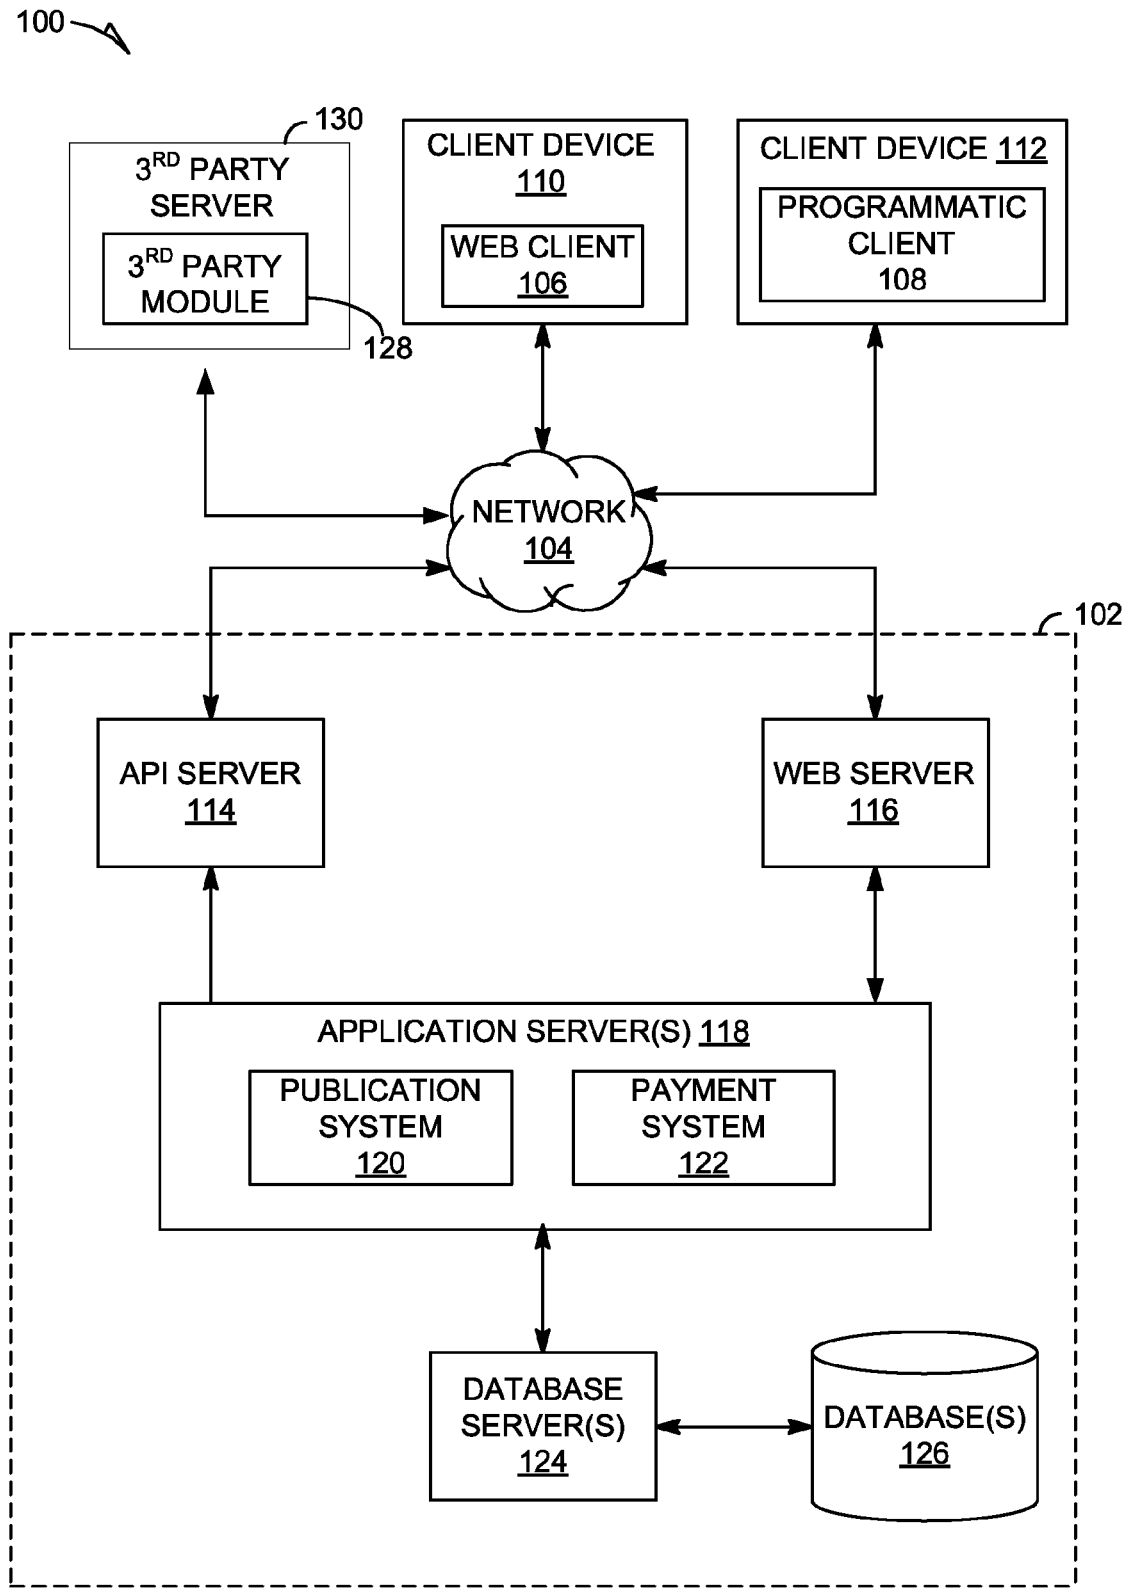 100
130
3RD PARTY
SERVER
3RD PARTY
MODULE
128
CLIENT DEVICE
110
WEB CLIENT
106
CLIENT DEVICE 112
PROGRAMMATIC
CLIENT
108
NETWORK
104
102
API SERVER
114
WEB SERVER
116
APPLICATION SERVER(S) 118
PUBLICATION
SYSTEM
120
PAYMENT
SYSTEM
122
DATABASE
SERVER(S)
124
DATABASE(S)
126